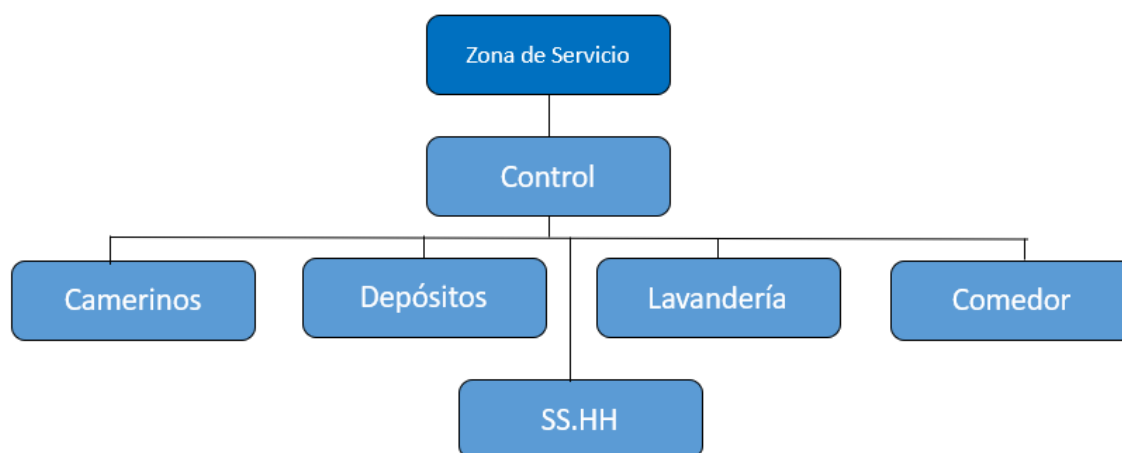 Zona de Servicio
Control
Camerinos
Depósitos
Lavandería
Comedor
SS.HH